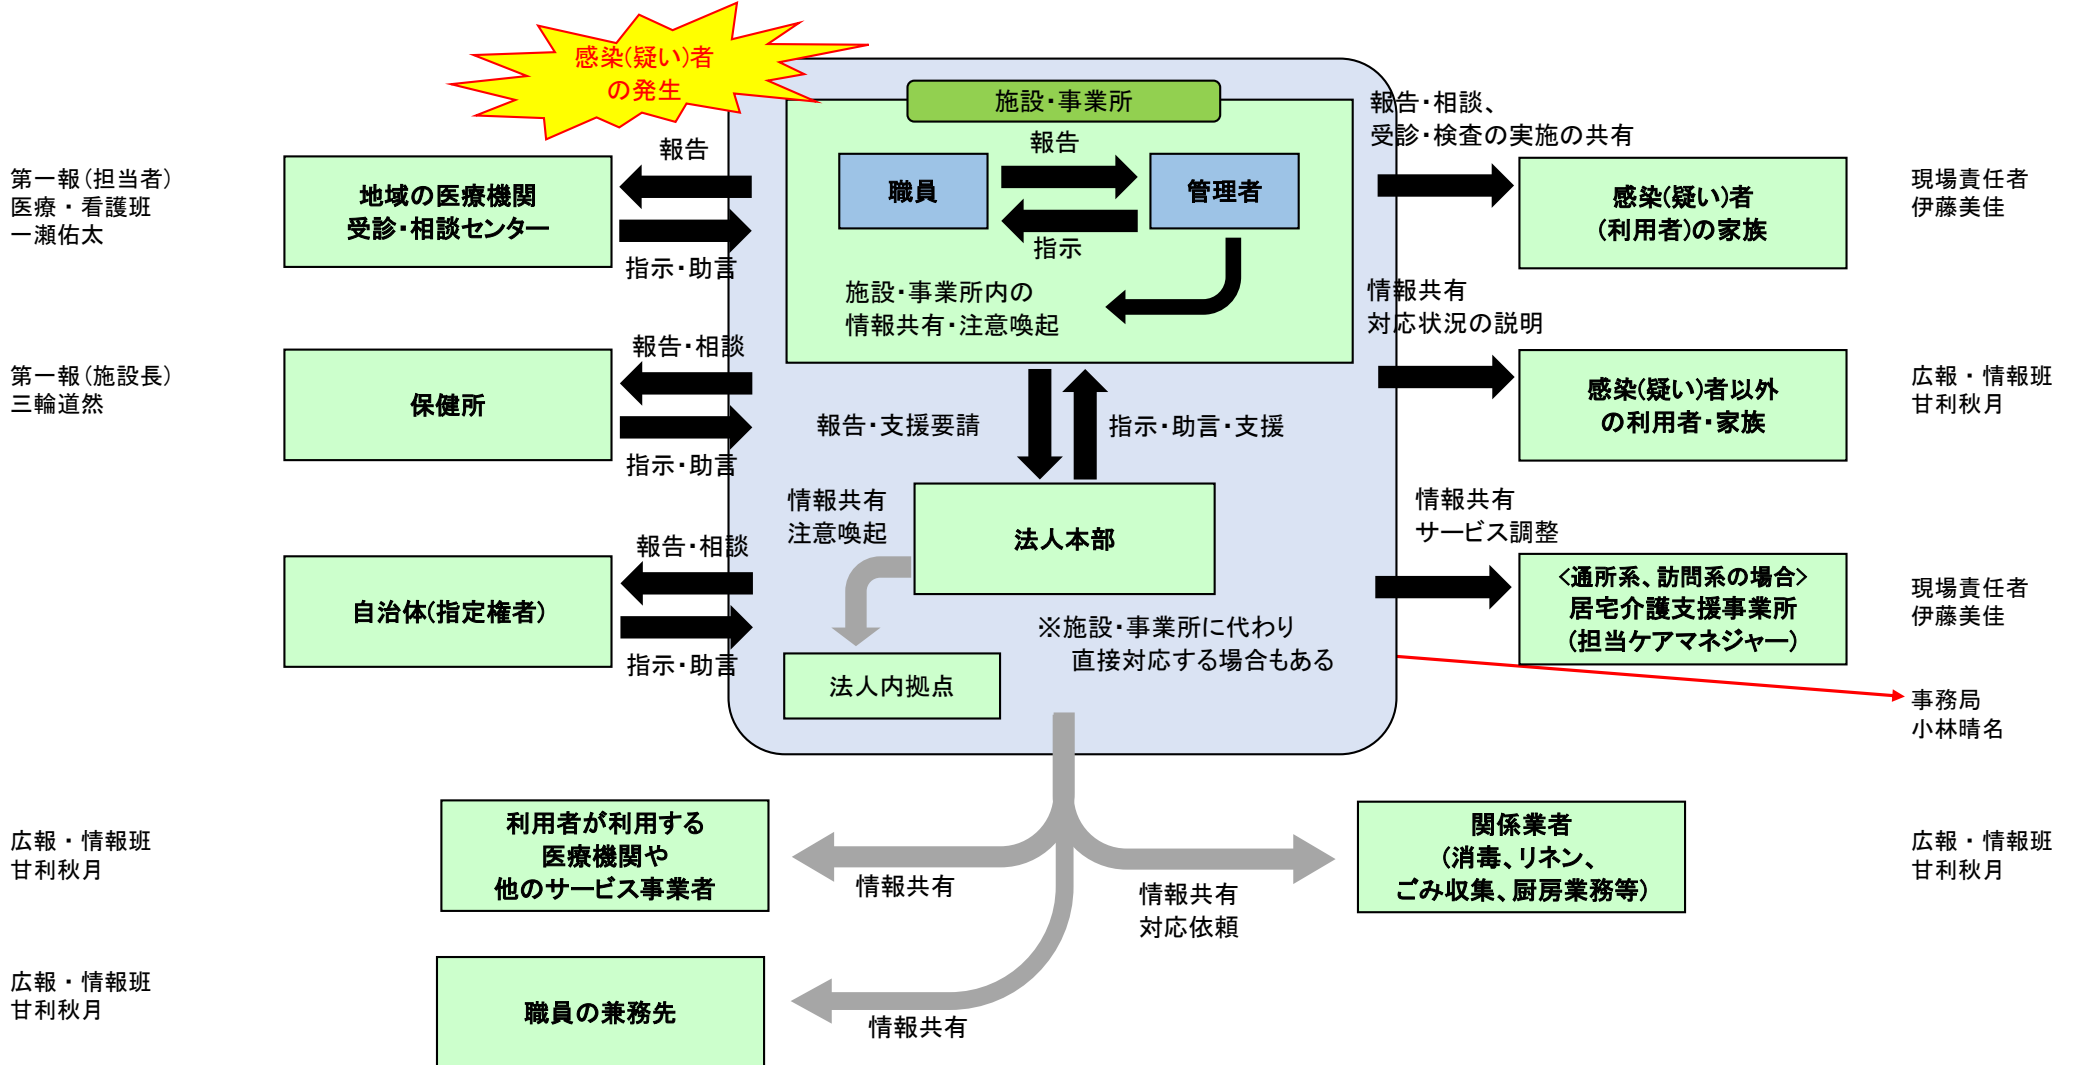 感染(疑い)者
の発生
施設・事業所
報告
職員
管理者
指示
施設・事業所内の
情報共有・注意喚起
報告・支援要請
指示・助言・支援
情報共有
注意喚起
法人本部
※施設・事業所に代わり
直接対応する場合もある
法人内拠点
第一報(担当者)
医療・看護班
一瀬佑太
地域の医療機関
受診・相談センター
報告
指示・助言
第一報(施設長)
三輪道然
保健所
報告・相談
指示・助言
自治体(指定権者)
報告・相談
指示・助言
報告・相談、
受診・検査の実施の共有
感染(疑い)者
(利用者)の家族
現場責任者
伊藤美佳
情報共有
対応状況の説明
感染(疑い)者以外
の利用者・家族
広報・情報班
甘利秋月
情報共有
サービス調整
<通所系、訪問系の場合>
居宅介護支援事業所
(担当ケアマネジャー)
現場責任者
伊藤美佳
事務局
小林晴名
広報・情報班
甘利秋月
利用者が利用する
医療機関や
他のサービス事業者
情報共有
情報共有
対応依頼
関係業者
(消毒、リネン、
ごみ収集、厨房業務等)
広報・情報班
甘利秋月
広報・情報班
甘利秋月
職員の兼務先
情報共有